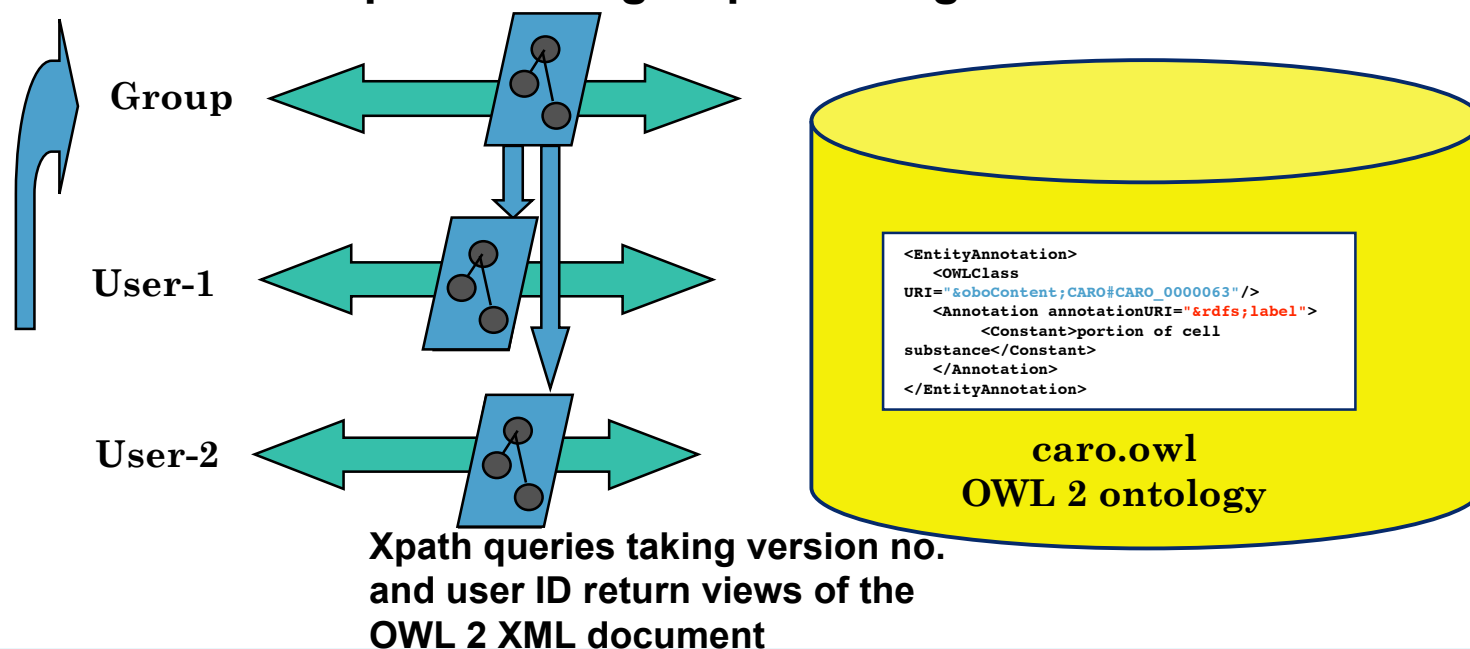 Group
User-1
User-2
<EntityAnnotation>
<OWLClass
URI="&oboContent;CARO#CARO_0000063"/>
<Annotation annotationURI="&rdfs;label">
<Constant>portion of cell
substance</Constant>
</Annotation>
</EntityAnnotation>
caro.owl
OWL 2 ontology
Xpath queries taking version no.
and user ID return views of the
OWL 2 XML document